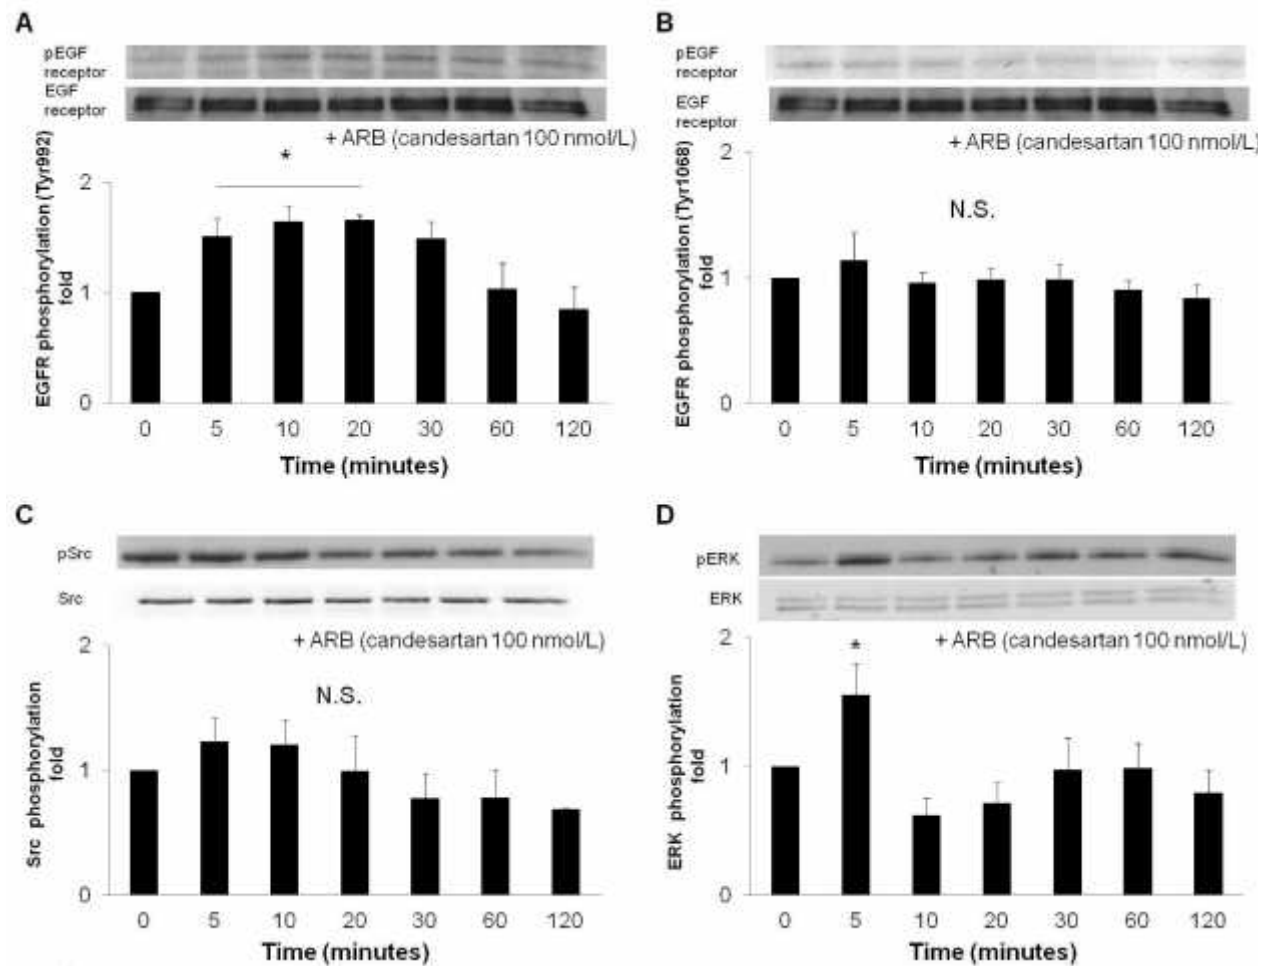 A
pEGF
receptor
EGF
receptor
+ ARB (candesartan 100 nmol/L)
*
EGFR phosphorylation (Tyr992)
fold
2
1
0
0 5 10 20 30 60 120
Time (minutes)
B
pEGF
receptor
EGF
receptor
+ ARB (candesartan 100 nmol/L)
N.S.
EGFR phosphorylation (Tyr1068)
fold
2
1
0
0 5 10 20 30 60 120
Time (minutes)
C
pSrc
Src
+ ARB (candesartan 100 nmol/L)
N.S.
Src phosphorylation
fold
2
1
0
0 5 10 20 30 60 120
Time (minutes)
D
pERK
ERK
+ ARB (candesartan 100 nmol/L)
*
ERK phosphorylation
fold
2
1
0
0 5 10 20 30 60 120
Time (minutes)